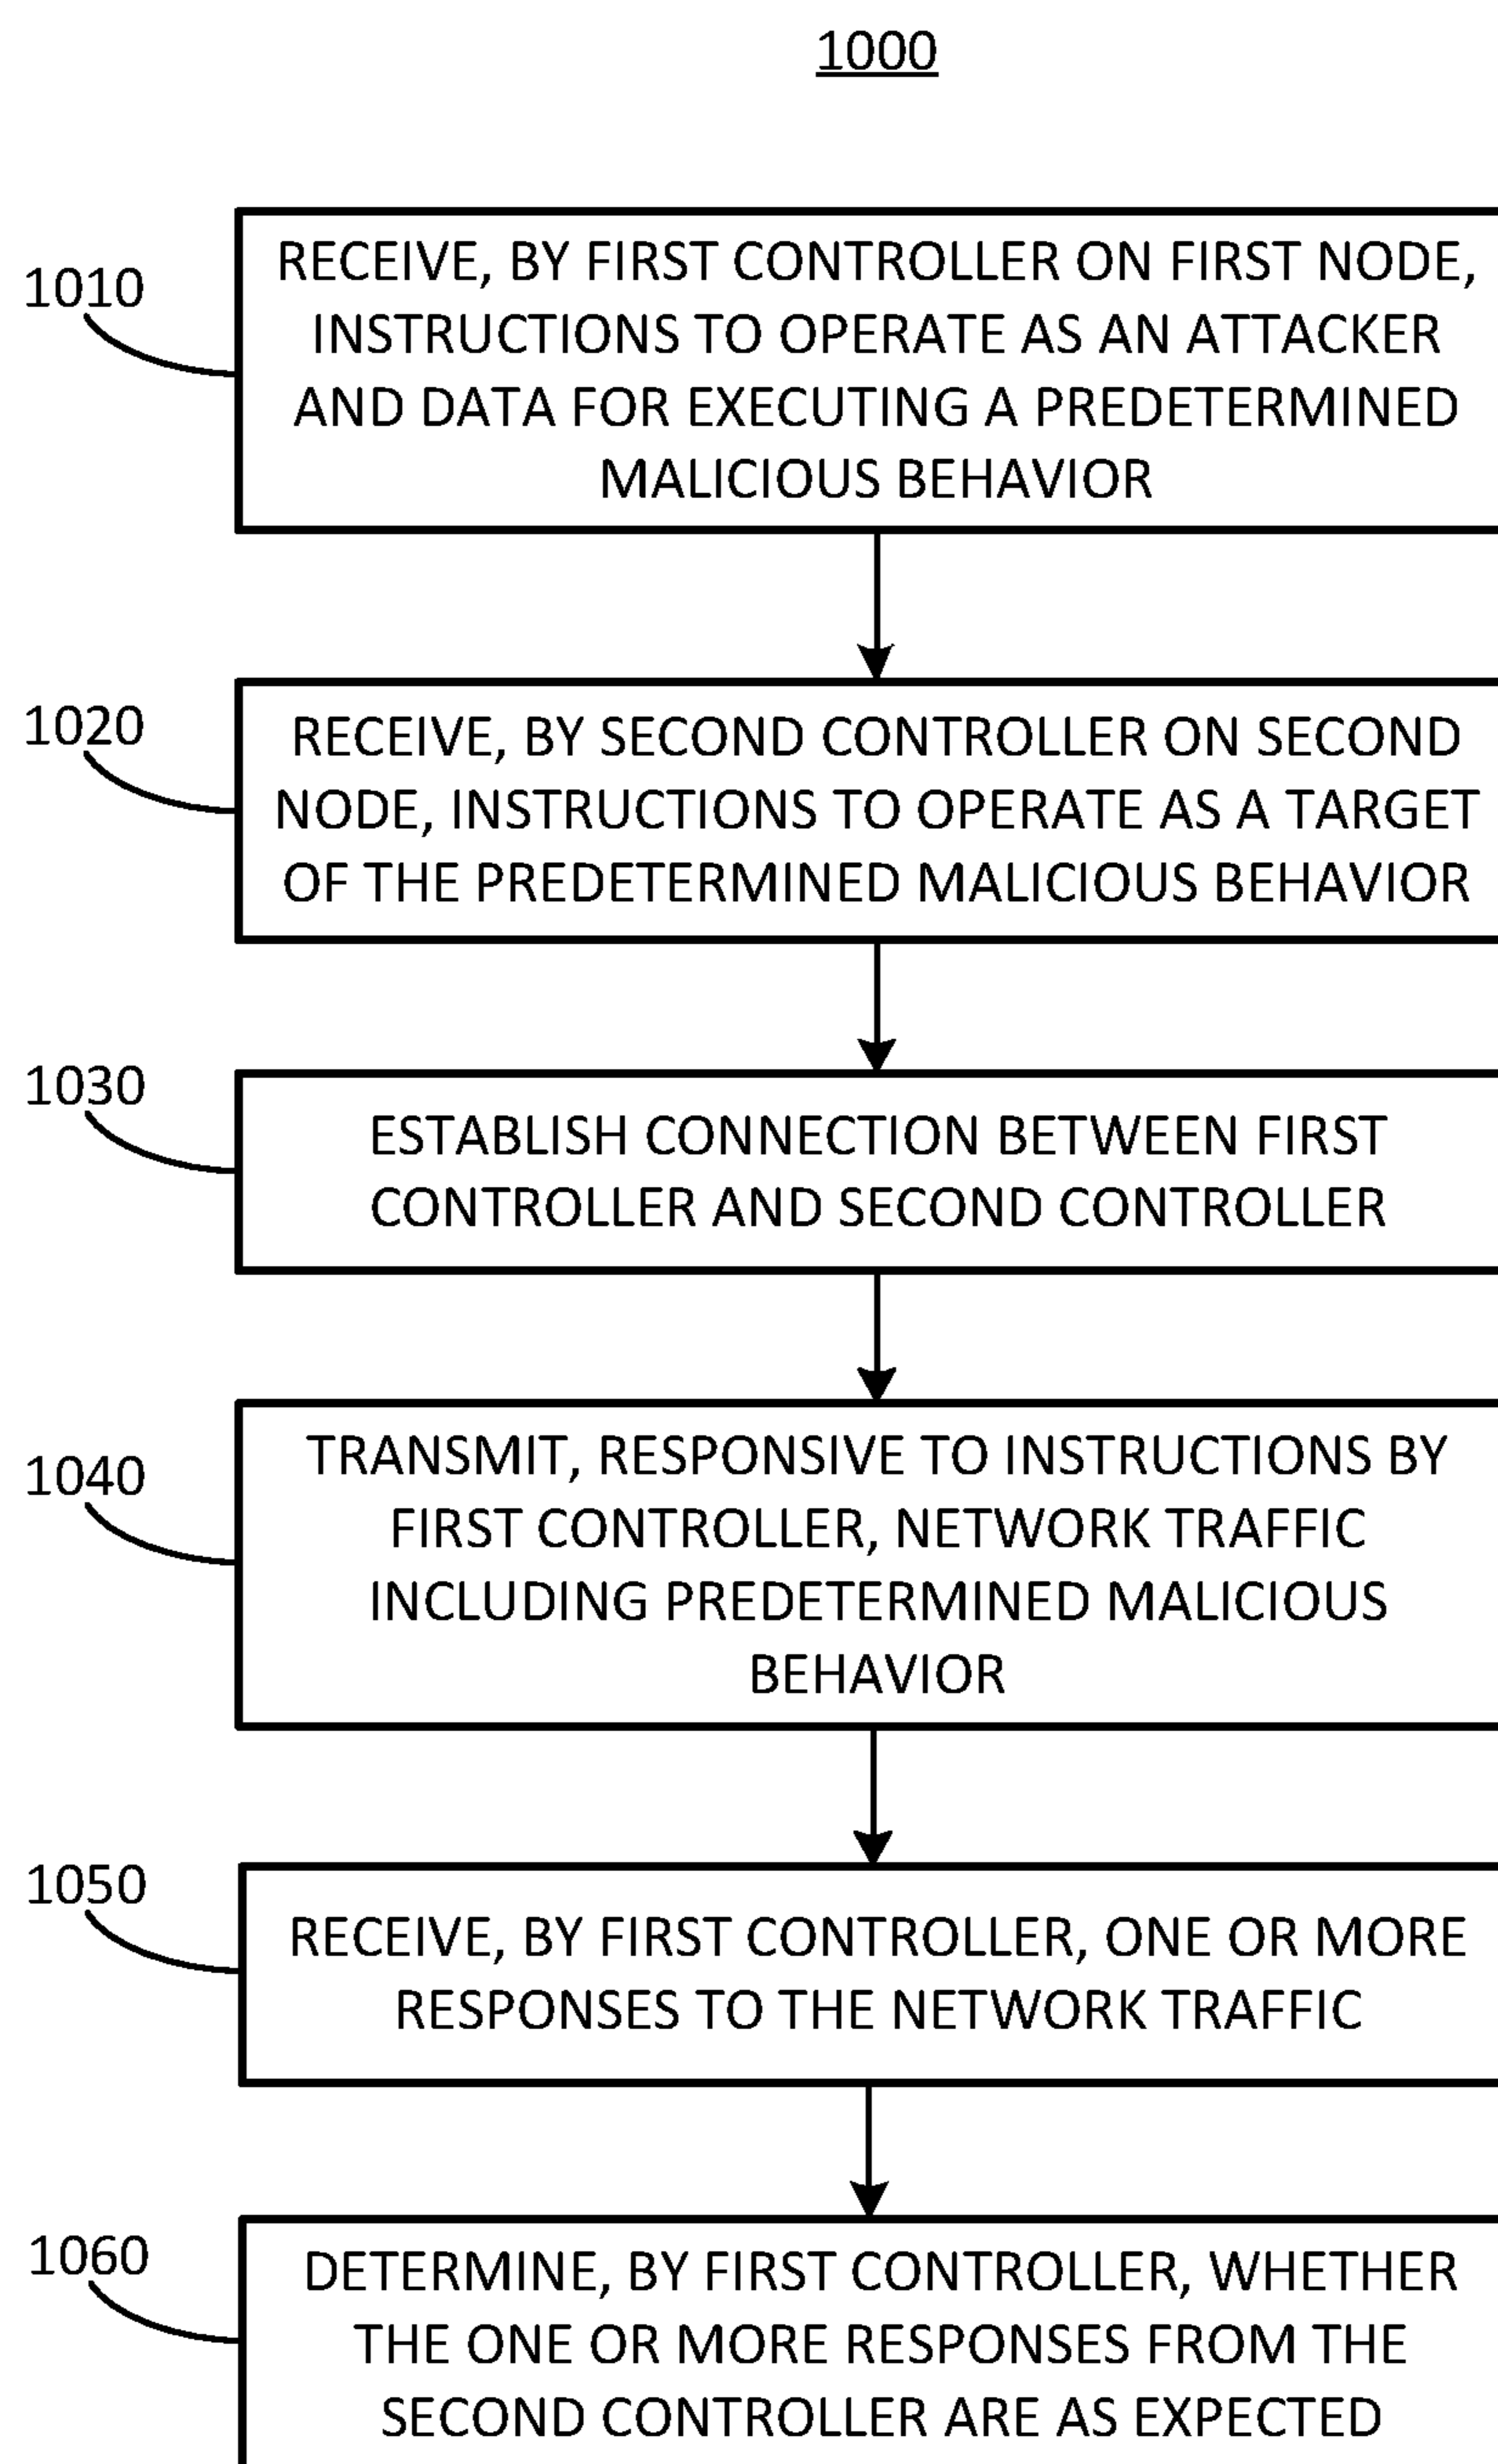 1000
1010
RECEIVE, BY FIRST CONTROLLER ON FIRST NODE,
INSTRUCTIONS TO OPERATE AS AN ATTACKER
AND DATA FOR EXECUTING A PREDETERMINED
MALICIOUS BEHAVIOR
1020
RECEIVE, BY SECOND CONTROLLER ON SECOND
NODE, INSTRUCTIONS TO OPERATE AS A TARGET
OF THE PREDETERMINED MALICIOUS BEHAVIOR
1030
ESTABLISH CONNECTION BETWEEN FIRST
CONTROLLER AND SECOND CONTROLLER
1040
TRANSMIT, RESPONSIVE TO INSTRUCTIONS BY
FIRST CONTROLLER, NETWORK TRAFFIC
INCLUDING PREDETERMINED MALICIOUS
BEHAVIOR
1050
RECEIVE, BY FIRST CONTROLLER, ONE OR MORE
RESPONSES TO THE NETWORK TRAFFIC
1060
DETERMINE, BY FIRST CONTROLLER, WHETHER
THE ONE OR MORE RESPONSES FROM THE
SECOND CONTROLLER ARE AS EXPECTED